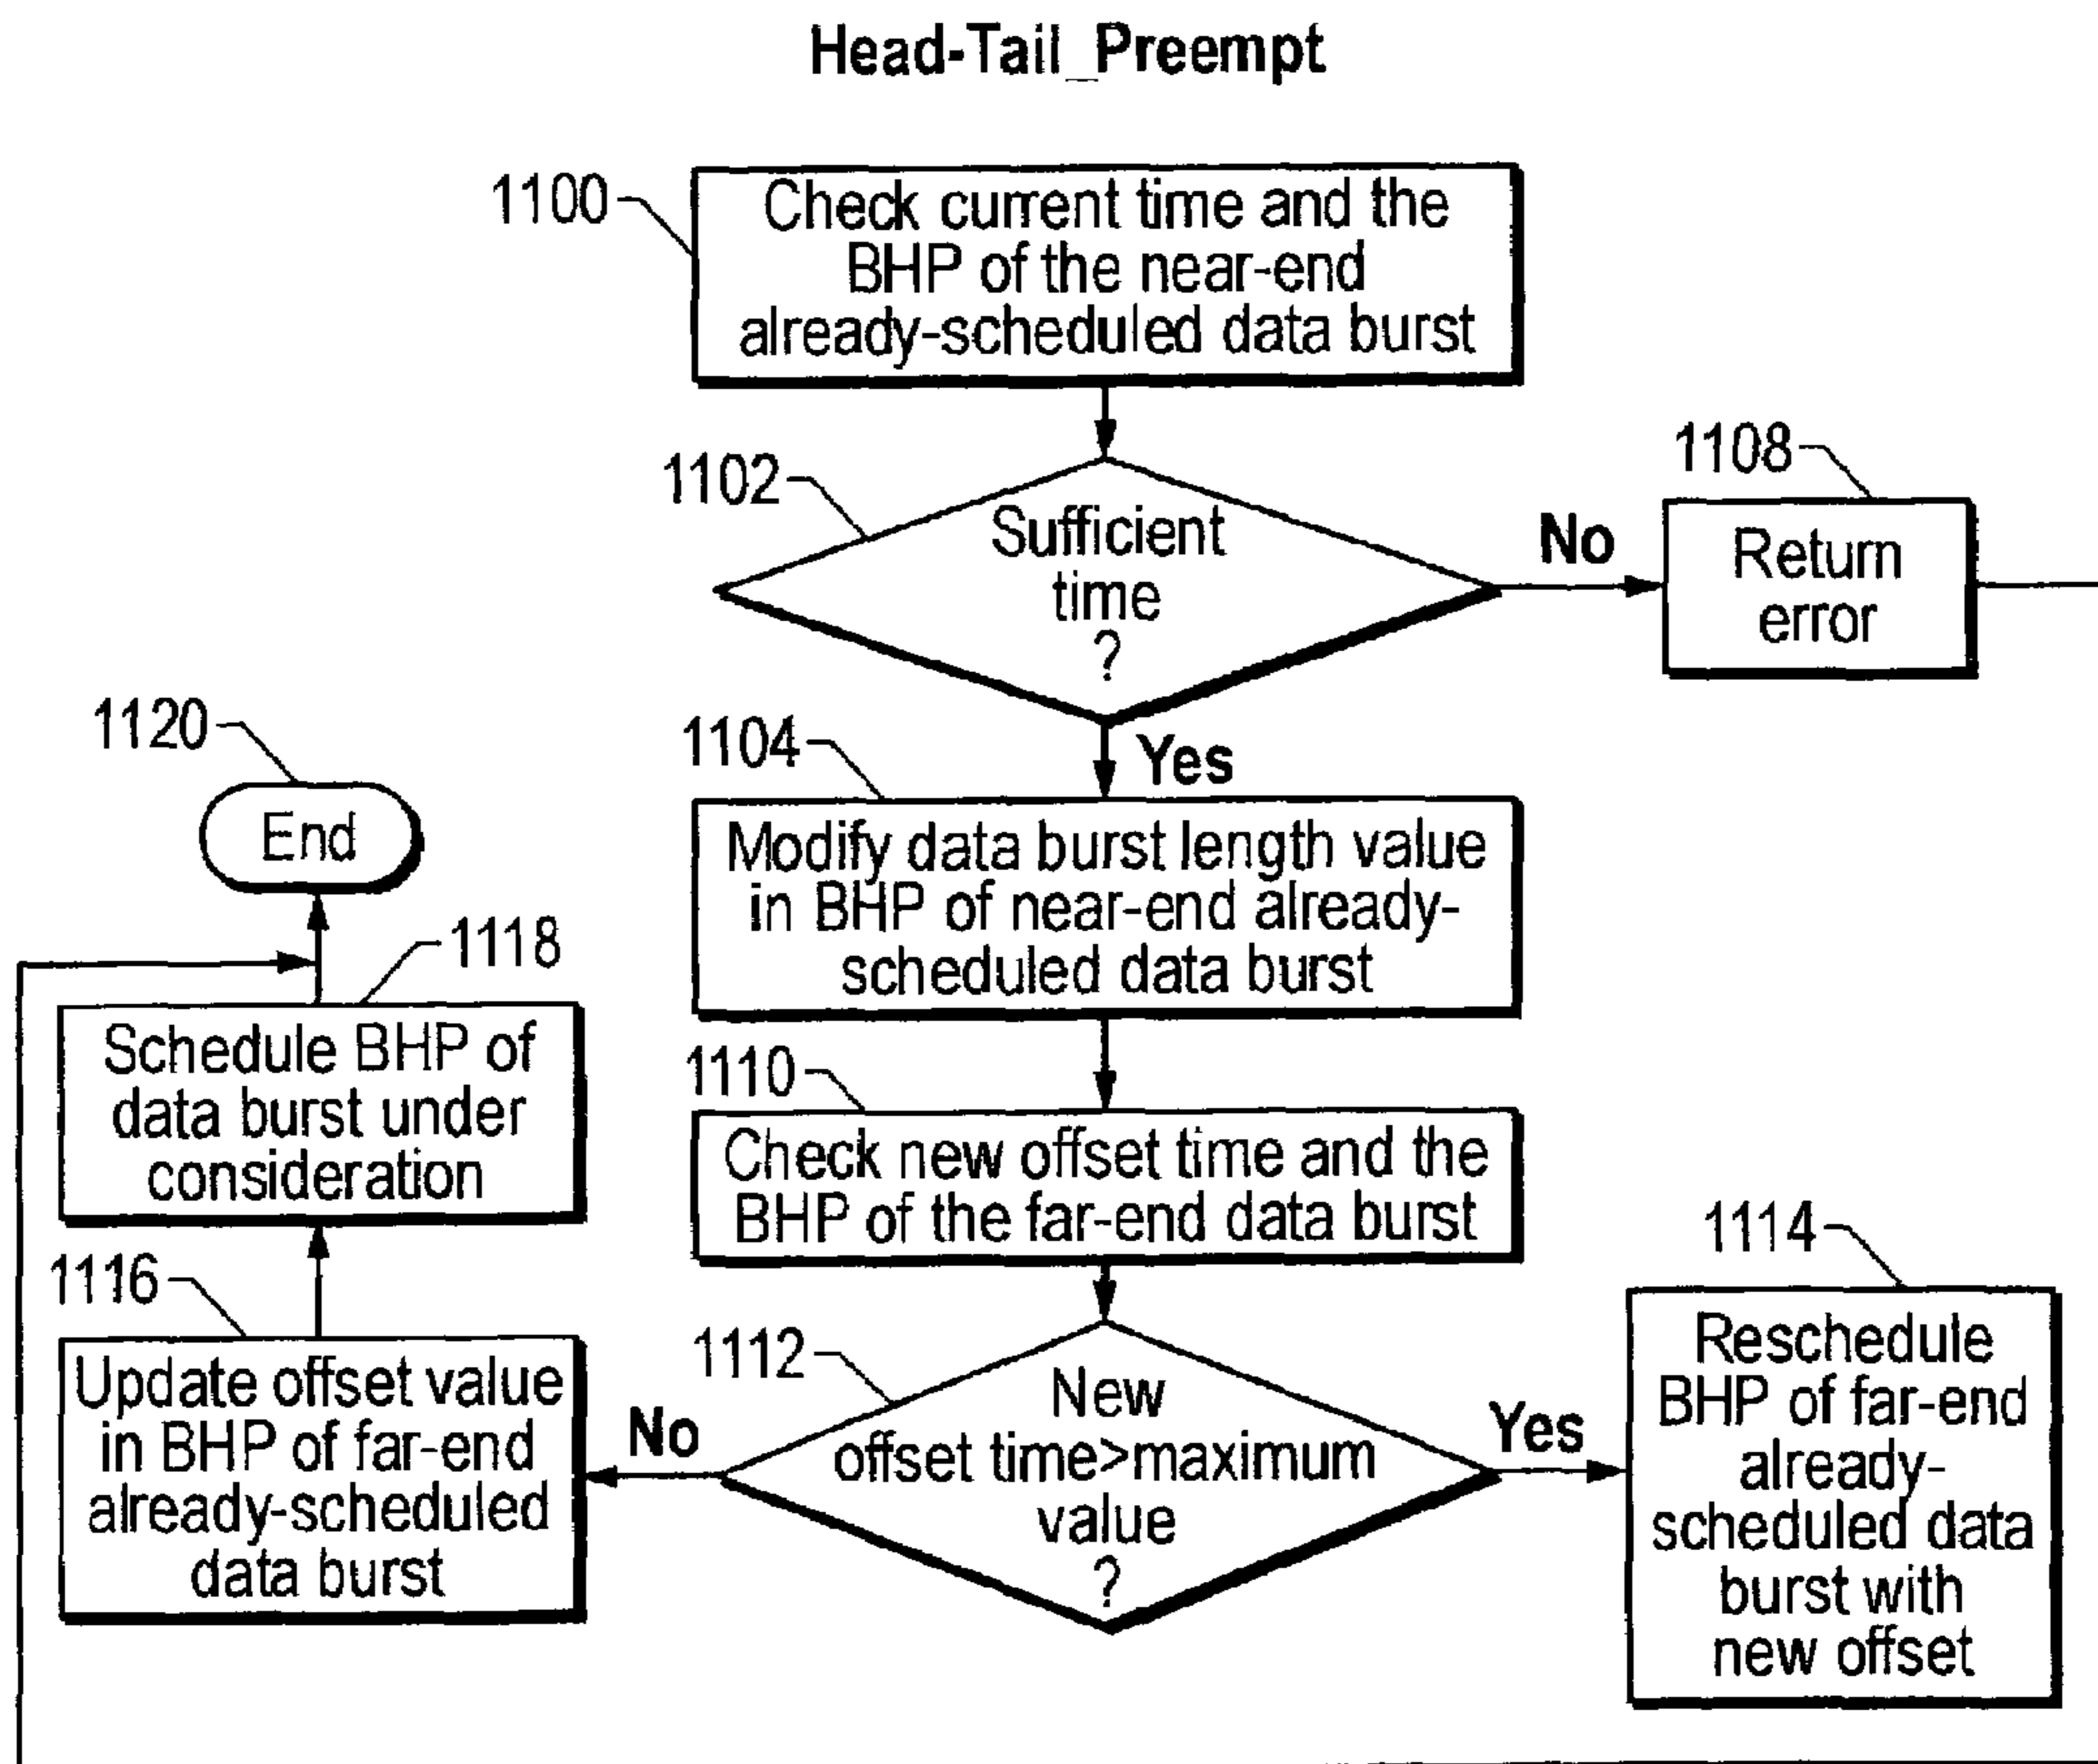 Head-Tail_Preempt
1100
Check current time and the
BHP of the near-end
already-scheduled data burst
1102
Sufficient
time
?
No
1108
Return
error
Yes
1104
Modify data burst length value
in BHP of near-end already-
scheduled data burst
1110
Check new offset time and the
BHP of the far-end data burst
1112
New
offset time>maximum
value
?
Yes
1114
Reschedule
BHP of far-end
already-
scheduled data
burst with
new offset
No
1116
Update offset value
in BHP of far-end
already-scheduled
data burst
1118
Schedule BHP of
data burst under
consideration
1120
End